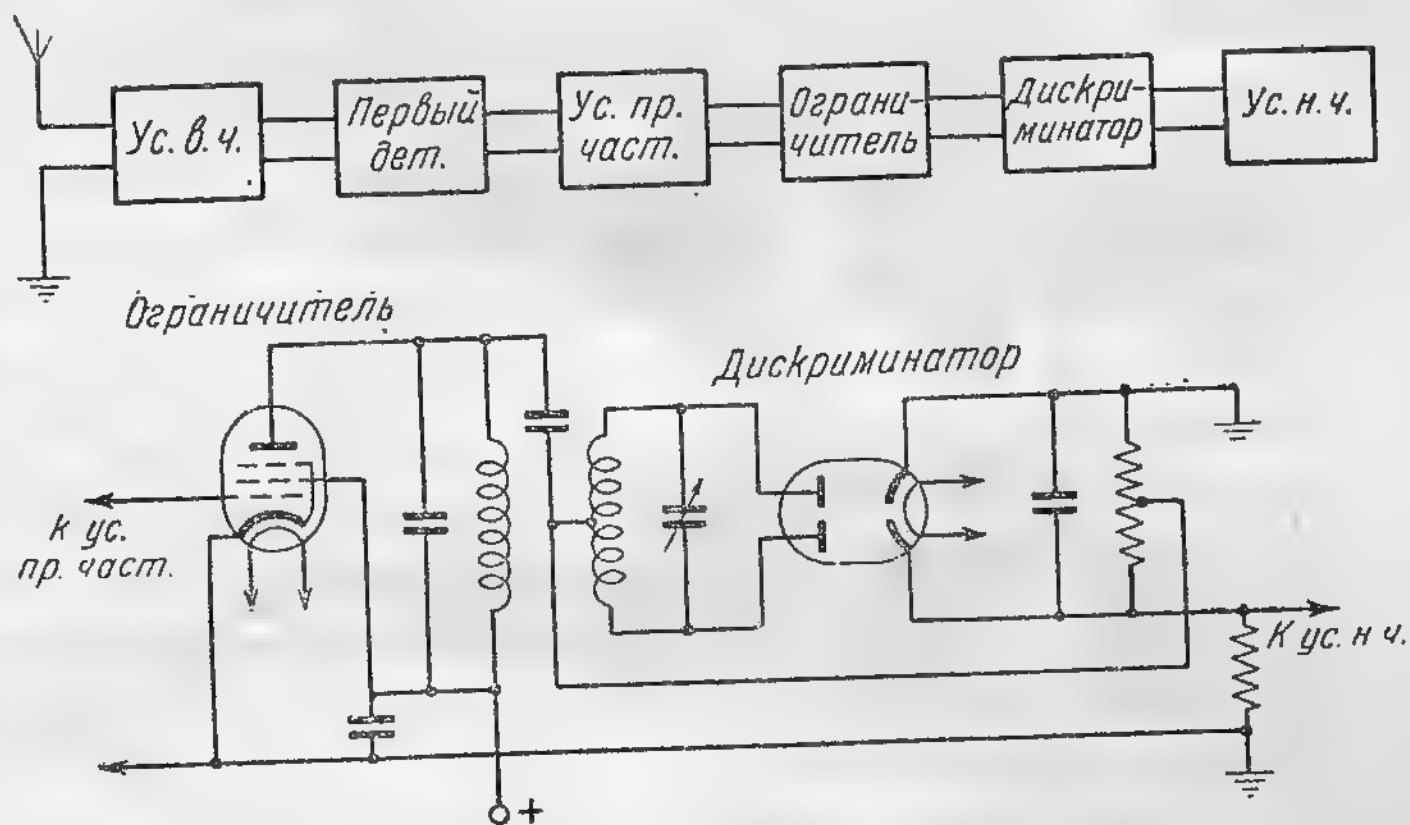 Ус. в. ч.
Первый
дет.
Ус. пр.
част.
Ограни-
читель
Дискри-
минатор
Ус. н. ч.
Ограничитель
Дискриминатор
к ус.
пр. част.
К ус. н ч.
+